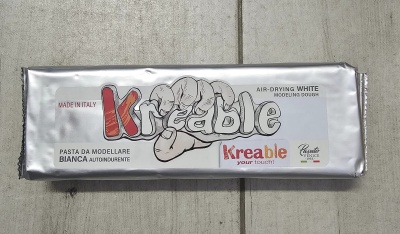 AIR-DRYING WHITE
MODELING DOUGH
MADE IN ITALY
Kreable
PASTA DA MODELLARE
BIANCA AUTOINDURENTE
Kreable
your touch!